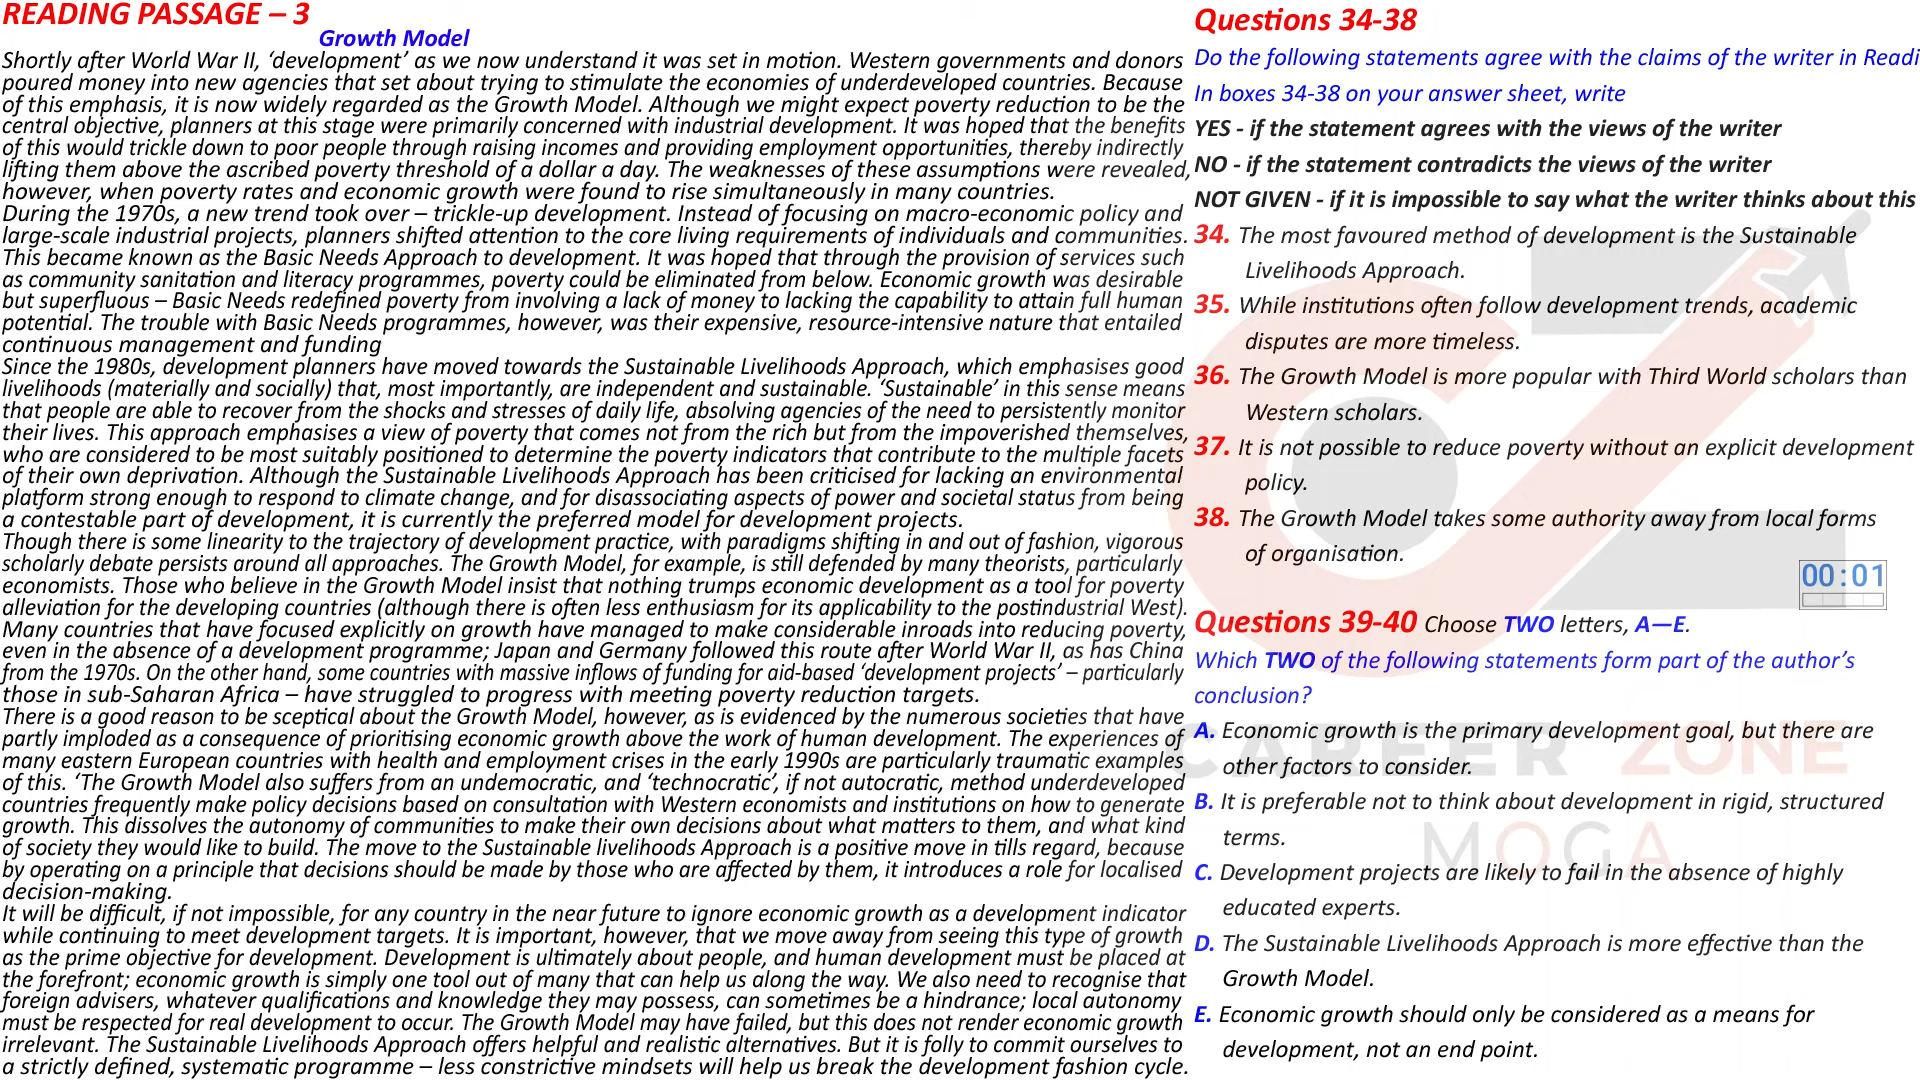 READING PASSAGE – 3
Growth Model
Shortly after World War II, ‘development’ as we now understand it was set in motion. Western governments and donors
poured money into new agencies that set about trying to stimulate the economies of underdeveloped countries. Because
of this emphasis, it is now widely regarded as the Growth Model. Although we might expect poverty reduction to be the
central objective, planners at this stage were primarily concerned with industrial development. It was hoped that the benefits
of this would trickle down to poor people through raising incomes and providing employment opportunities, thereby indirectly
lifting them above the ascribed poverty threshold of a dollar a day. The weaknesses of these assumptions were revealed,
however, when poverty rates and economic growth were found to rise simultaneously in many countries.
During the 1970s, a new trend took over – trickle-up development. Instead of focusing on macro-economic policy and
large-scale industrial projects, planners shifted attention to the core living requirements of individuals and communities.
This became known as the Basic Needs Approach to development. It was hoped that through the provision of services such
as community sanitation and literacy programmes, poverty could be eliminated from below. Economic growth was desirable
but superfluous – Basic Needs redefined poverty from involving a lack of money to lacking the capability to attain full human
potential. The trouble with Basic Needs programmes, however, was their expensive, resource-intensive nature that entailed
continuous management and funding
Since the 1980s, development planners have moved towards the Sustainable Livelihoods Approach, which emphasises good
livelihoods (materially and socially) that, most importantly, are independent and sustainable. ‘Sustainable’ in this sense means
that people are able to recover from the shocks and stresses of daily life, absolving agencies of the need to persistently monitor
their lives. This approach emphasises a view of poverty that comes not from the rich but from the impoverished themselves,
who are considered to be most suitably positioned to determine the poverty indicators that contribute to the multiple facets
of their own deprivation. Although the Sustainable Livelihoods Approach has been criticised for lacking an environmental
platform strong enough to respond to climate change, and for disassociating aspects of power and societal status from being
a contestable part of development, it is currently the preferred model for development projects.
Though there is some linearity to the trajectory of development practice, with paradigms shifting in and out of fashion, vigorous
scholarly debate persists around all approaches. The Growth Model, for example, is still defended by many theorists, particularly
economists. Those who believe in the Growth Model insist that nothing trumps economic development as a tool for poverty
alleviation for the developing countries (although there is often less enthusiasm for its applicability to the postindustrial West).
Many countries that have focused explicitly on growth have managed to make considerable inroads into reducing poverty,
even in the absence of a development programme; Japan and Germany followed this route after World War II, as has China
from the 1970s. On the other hand, some countries with massive inflows of funding for aid-based ‘development projects’ – particularly
those in sub-Saharan Africa – have struggled to progress with meeting poverty reduction targets.
There is a good reason to be sceptical about the Growth Model, however, as is evidenced by the numerous societies that have
partly imploded as a consequence of prioritising economic growth above the work of human development. The experiences of
many eastern European countries with health and employment crises in the early 1990s are particularly traumatic examples
of this. ‘The Growth Model also suffers from an undemocratic, and ‘technocratic’, if not autocratic, method underdeveloped
countries frequently make policy decisions based on consultation with Western economists and institutions on how to generate
growth. This dissolves the autonomy of communities to make their own decisions about what matters to them, and what kind
of society they would like to build. The move to the Sustainable livelihoods Approach is a positive move in tills regard, because
by operating on a principle that decisions should be made by those who are affected by them, it introduces a role for localised
decision-making.
It will be difficult, if not impossible, for any country in the near future to ignore economic growth as a development indicator
while continuing to meet development targets. It is important, however, that we move away from seeing this type of growth
as the prime objective for development. Development is ultimately about people, and human development must be placed at
the forefront; economic growth is simply one tool out of many that can help us along the way. We also need to recognise that
foreign advisers, whatever qualifications and knowledge they may possess, can sometimes be a hindrance; local autonomy
must be respected for real development to occur. The Growth Model may have failed, but this does not render economic growth
irrelevant. The Sustainable Livelihoods Approach offers helpful and realistic alternatives. But it is folly to commit ourselves to
a strictly defined, systematic programme – less constrictive mindsets will help us break the development fashion cycle.
Questions 34-38
Do the following statements agree with the claims of the writer in Readi
In boxes 34-38 on your answer sheet, write
YES - if the statement agrees with the views of the writer
NO - if the statement contradicts the views of the writer
NOT GIVEN - if it is impossible to say what the writer thinks about this
34. The most favoured method of development is the Sustainable
Livelihoods Approach.
35. While institutions often follow development trends, academic
disputes are more timeless.
36. The Growth Model is more popular with Third World scholars than
Western scholars.
37. It is not possible to reduce poverty without an explicit development
policy.
38. The Growth Model takes some authority away from local forms
of organisation.
00:01
Questions 39-40 Choose TWO letters, A—E.
Which TWO of the following statements form part of the author’s
conclusion?
A. Economic growth is the primary development goal, but there are
other factors to consider.
B. It is preferable not to think about development in rigid, structured
terms.
C. Development projects are likely to fail in the absence of highly
educated experts.
D. The Sustainable Livelihoods Approach is more effective than the
Growth Model.
E. Economic growth should only be considered as a means for
development, not an end point.
CAREER ZONE
MOGA